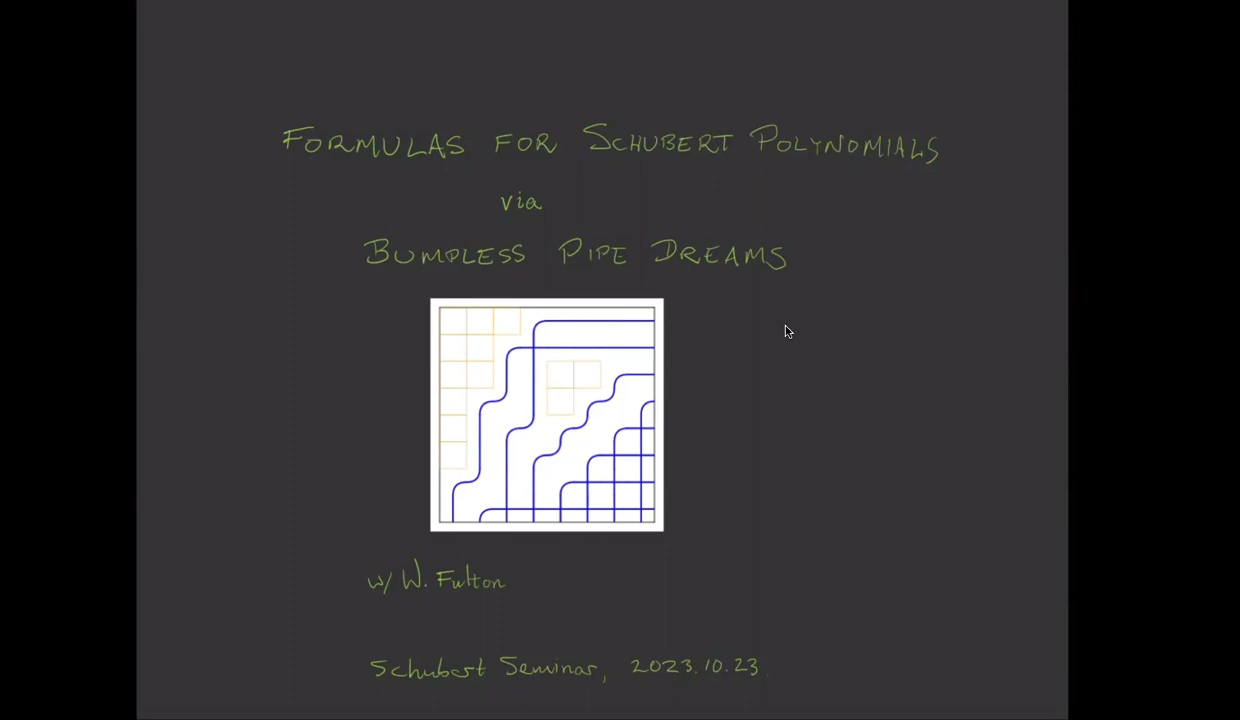 FORMULAS FOR SCHUBERT POLYNOMIALS
via
BUMPLESS PIPE DREAMS
w/ W. Fulton
Schubert Seminar, 2023.10.23.